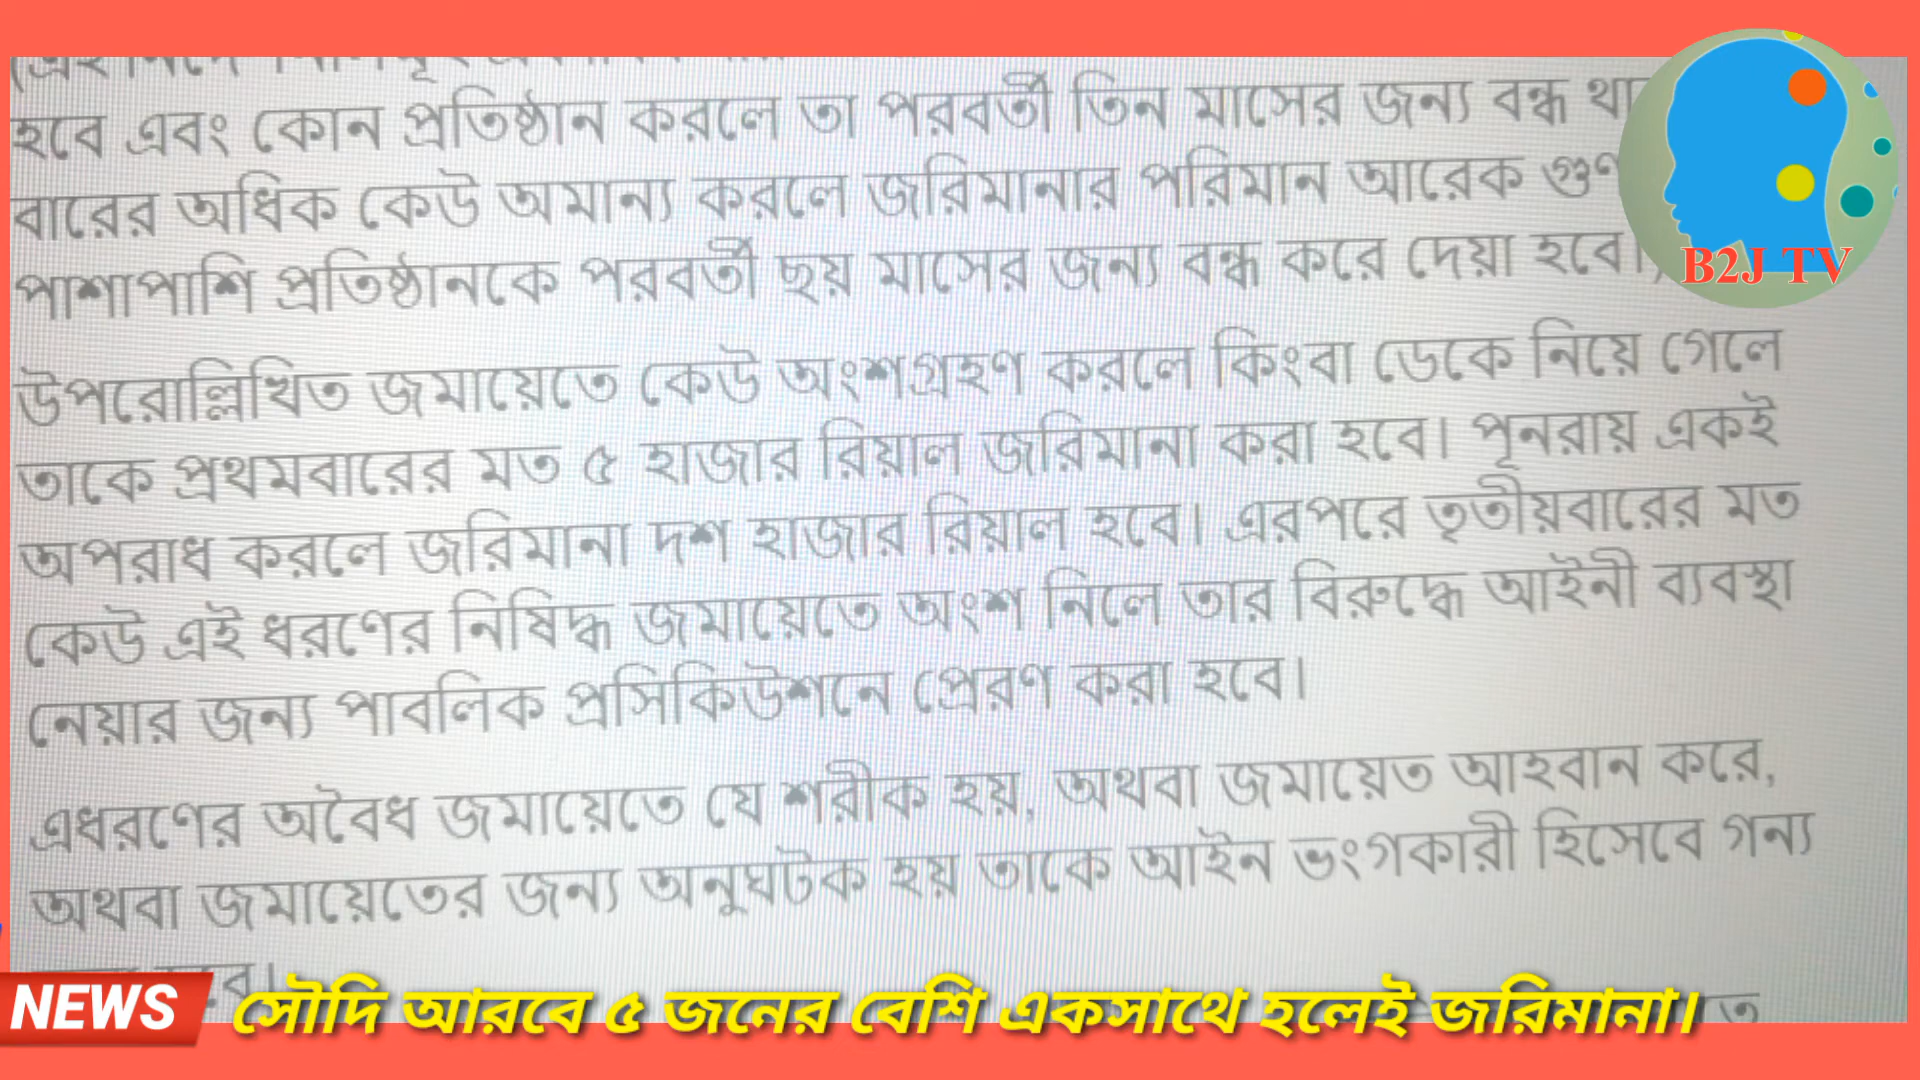 হবে এবং কোন প্রতিষ্ঠান করলে তা পরবর্তী তিন মাসের জন্য বন্ধ
বারের অধিক কেউ অমান্য করলে জরিমানার পরিমান আরেক
পাশাপাশি প্রতিষ্ঠানকে পরবর্তী ছয় মাসের জন্য বন্ধ করে দেয়া হবে।)
B2J TV
উপরোল্লিখিত জমায়েতে কেউ অংশগ্রহণ করলে কিংবা ডেকে নিয়ে গেলে
তাকে প্রথমবারের মত ৫ হাজার রিয়াল জরিমানা করা হবে। পূনরায় একই
অপরাধ করলে জরিমানা দশ হাজার রিয়াল হবে। এরপরে তৃতীয়বারের মত
কেউ এই ধরণের নিষিদ্ধ জমায়েতে অংশ নিলে তার বিরুদ্ধে আইনী ব্যবস্থা
নেয়ার জন্য পাবলিক প্রসিকিউশনে প্রেরণ করা হবে।
এধরণের অবৈধ জমায়েতে যে শরীক হয়, অথবা জমায়েত আহবান করে,
অথবা জমায়েতের জন্য অনুঘটক হয় তাকে আইন ভংগকারী হিসেবে গন্য
NEWS সৌদি আরবে ৫ জনের বেশি একসাথে হলেই জরিমানা।